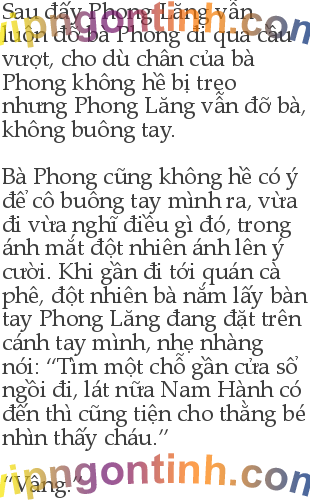 Sau đấy Phong Lăng vẫn
luôn đỡ bà Phong đi qua cầu
vượt, cho dù chân của bà
Phong không hề bị trẹo
nhưng Phong Lăng vẫn đỡ bà,
không buông tay.
Bà Phong cũng không hề có ý
để cô buông tay mình ra, vừa
đi vừa nghĩ điều gì đó, trong
ánh mắt đột nhiên ánh lên ý
cười. Khi gần đi tới quán cà
phê, đột nhiên bà nắm lấy bàn
tay Phong Lăng đang đặt trên
cánh tay mình, nhẹ nhàng
nói: “Tìm một chỗ gần cửa sổ
ngồi đi, lát nữa Nam Hành có
đến thì cũng tiện cho thằng bé
nhìn thấy cháu.”
“Vâng.”
vipngontinh.com
vipngontinh.com